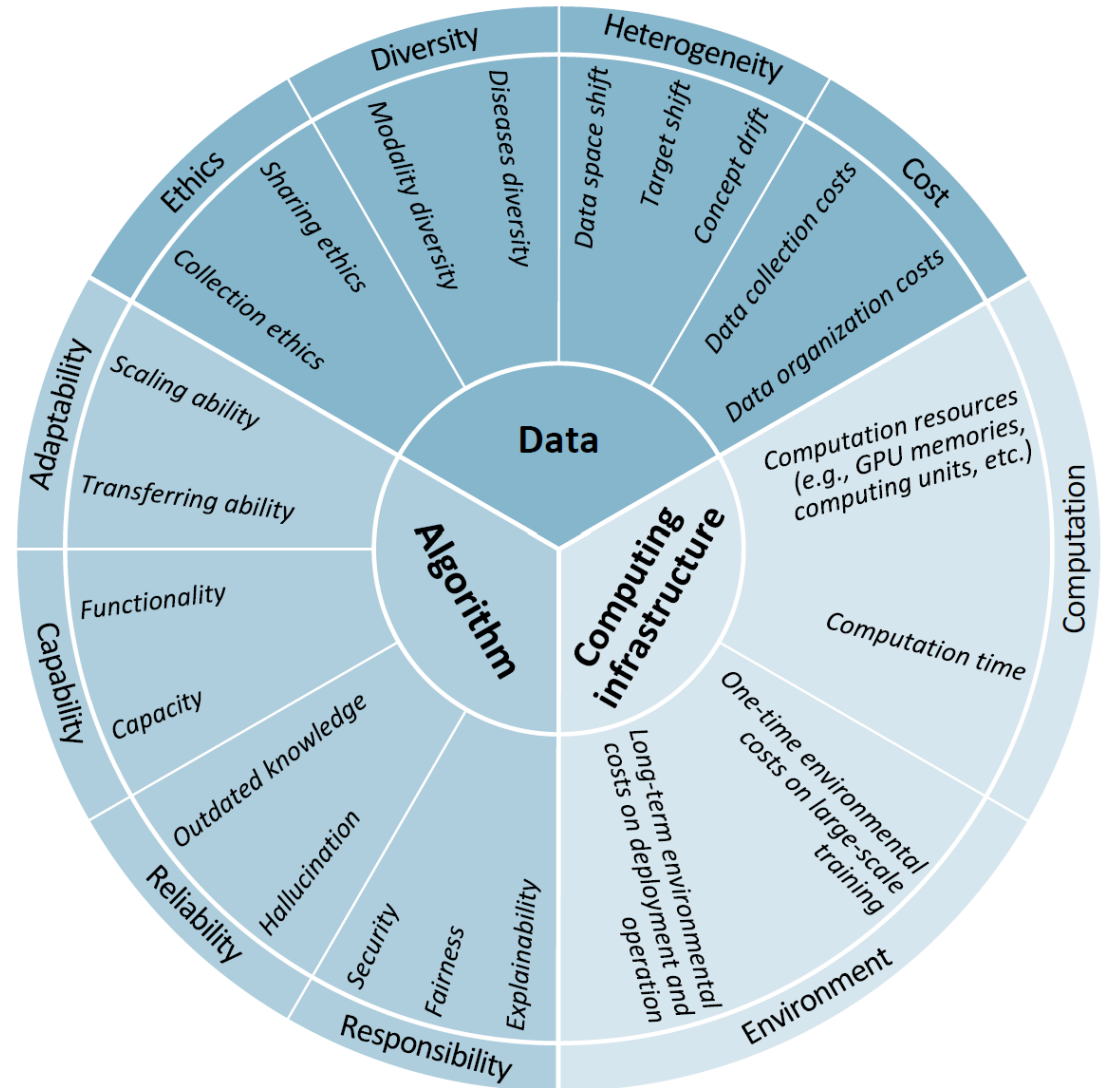 Data
Ethics
Collection ethics
Sharing ethics
Diversity
Modality diversity
Diseases diversity
Heterogeneity
Data space shift
Target shift
Concept drift
Cost
Data collection costs
Data organization costs
Computing
infrastructure
Computation
Computation resources
(e.g., GPU memories,
computing units, etc.)
Computation time
Environment
One-time environmental
costs on large-scale
training
Long-term environmental
costs on deployment and
operation
Algorithm
Responsibility
Explainability
Fairness
Security
Reliability
Hallucination
Outdated knowledge
Capability
Capacity
Functionality
Adaptability
Transferring ability
Scaling ability